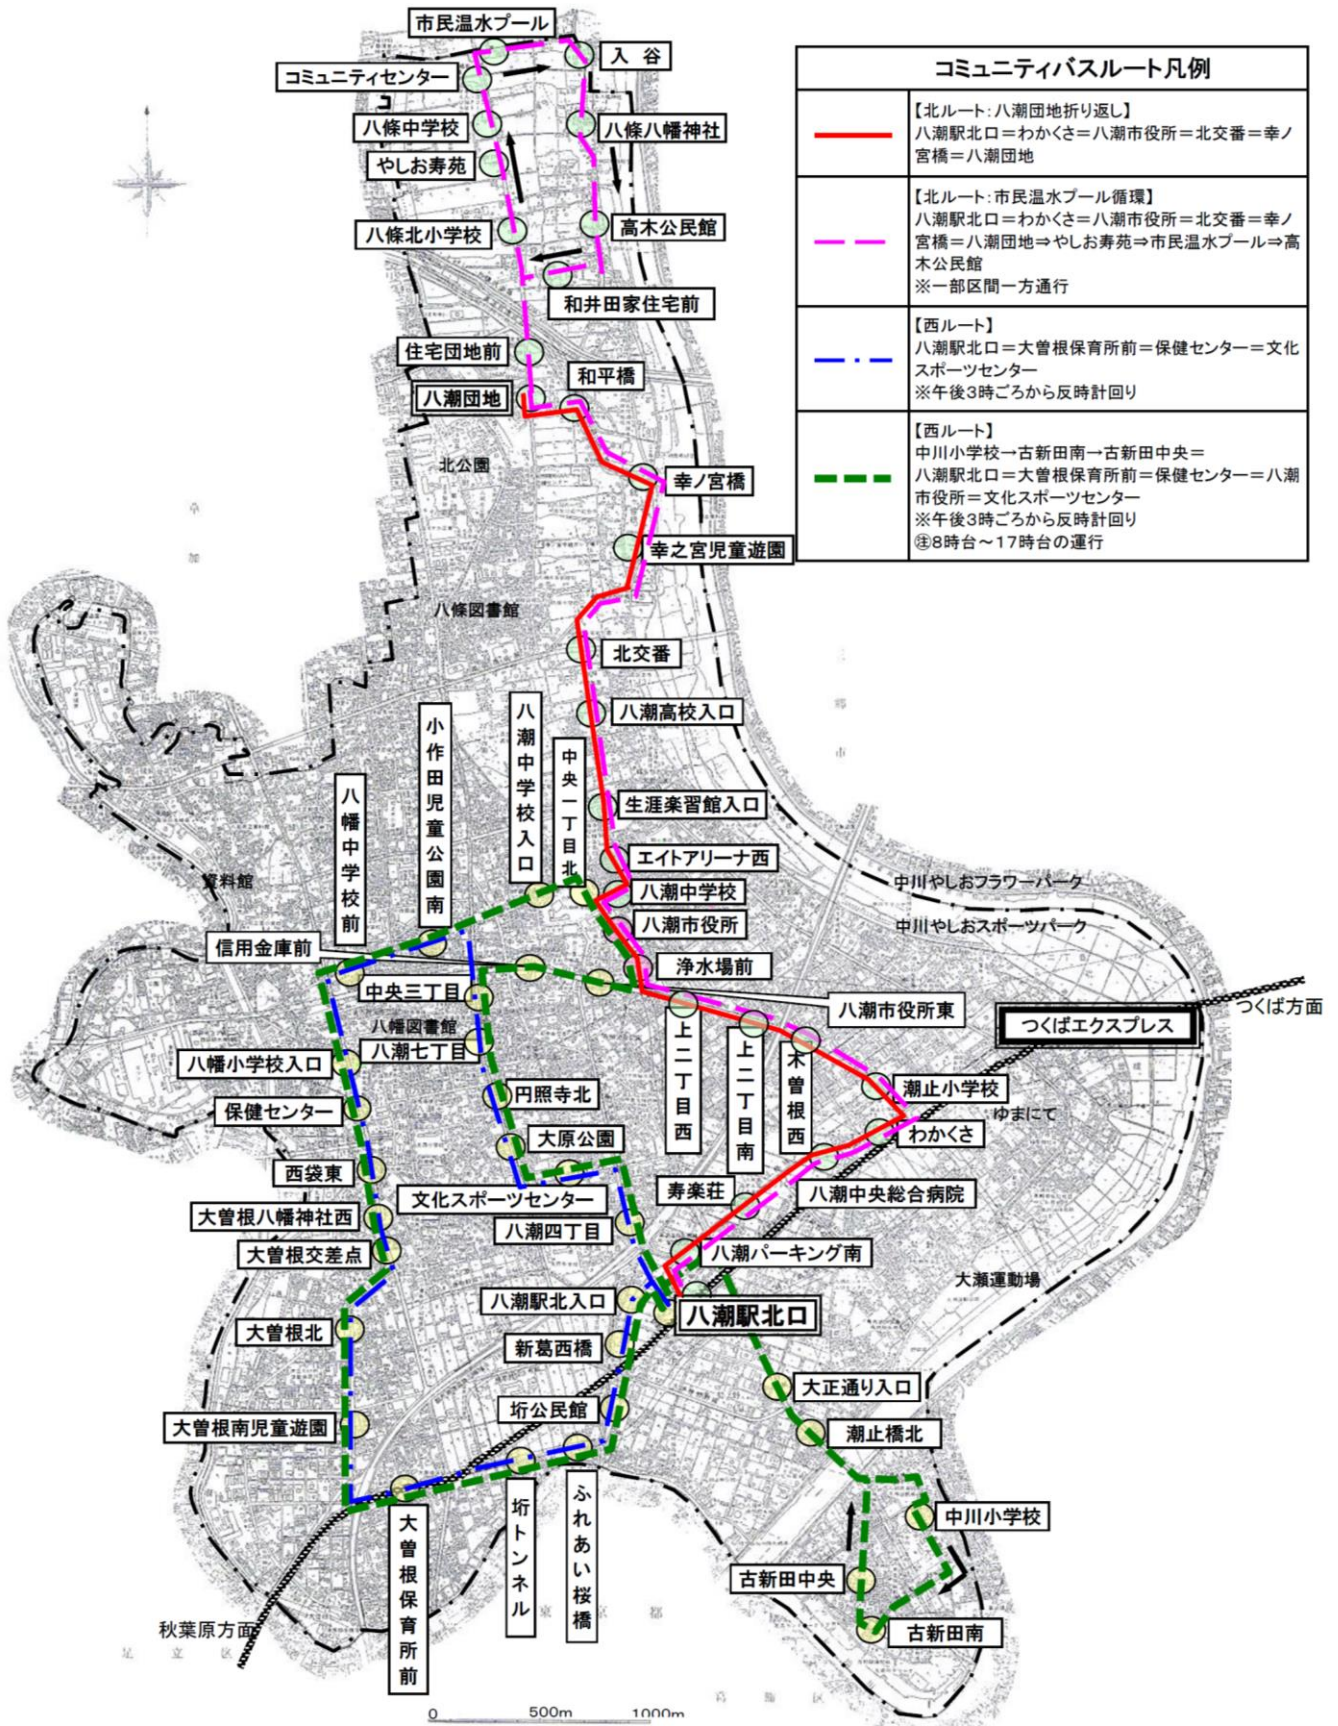 市民温水プール
入谷
コミュニティセンター
八條中学校
八條八幡神社
やしお寿苑
八條北小学校
高木公民館
和井田家住宅前
住宅団地前
和平橋
八潮団地
北公園
幸ノ宮橋
幸之宮児童遊園
八條図書館
北交番
八潮高校入口
生涯楽習館入口
エイトアリーナ西
八潮中学校
八潮市役所
浄水場前
八潮中学校入口
中央一丁目北
小作田児童公園南
八幡中学校前
資料館
信用金庫前
中央三丁目
八幡図書館
八潮七丁目
八幡小学校入口
保健センター
円照寺北
大原公園
西袋東
文化スポーツセンター
大曽根八幡神社西
八潮四丁目
大曽根交差点
八潮駅北入口
大曽根北
新葛西橋
大曽根南児童遊園
垳公民館
大曽根保育所前
垳トンネル
ふれあい桜橋
秋葉原方面
上二丁目西
上二丁目南
木曽根西
八潮市役所東
潮止小学校
ゆまにて
わかくさ
八潮中央総合病院
寿楽荘
八潮パーキング南
八潮駅北口
大瀬運動場
大正通り入口
潮止橋北
中川小学校
古新田中央
古新田南
中川やしおフラワーパーク
中川やしおスポーツパーク
つくばエクスプレス
つくば方面
コミュニティバスルート凡例
【北ルート：八潮団地折り返し】
八潮駅北口＝わかくさ＝八潮市役所＝北交番＝幸ノ
宮橋＝八潮団地
【北ルート：市民温水プール循環】
八潮駅北口＝わかくさ＝八潮市役所＝北交番＝幸ノ
宮橋＝八潮団地⇒やしお寿苑⇒市民温水プール⇒高
木公民館
※一部区間一方通行
【西ルート】
八潮駅北口＝大曽根保育所前＝保健センター＝文化
スポーツセンター
※午後3時ごろから反時計回り
【西ルート】
中川小学校→古新田南→古新田中央＝
八潮駅北口＝大曽根保育所前＝保健センター＝八潮
市役所＝文化スポーツセンター
※午後3時ごろから反時計回り
㊟8時台～17時台の運行
東京都
足立区
葛飾区
0 500m 1000m